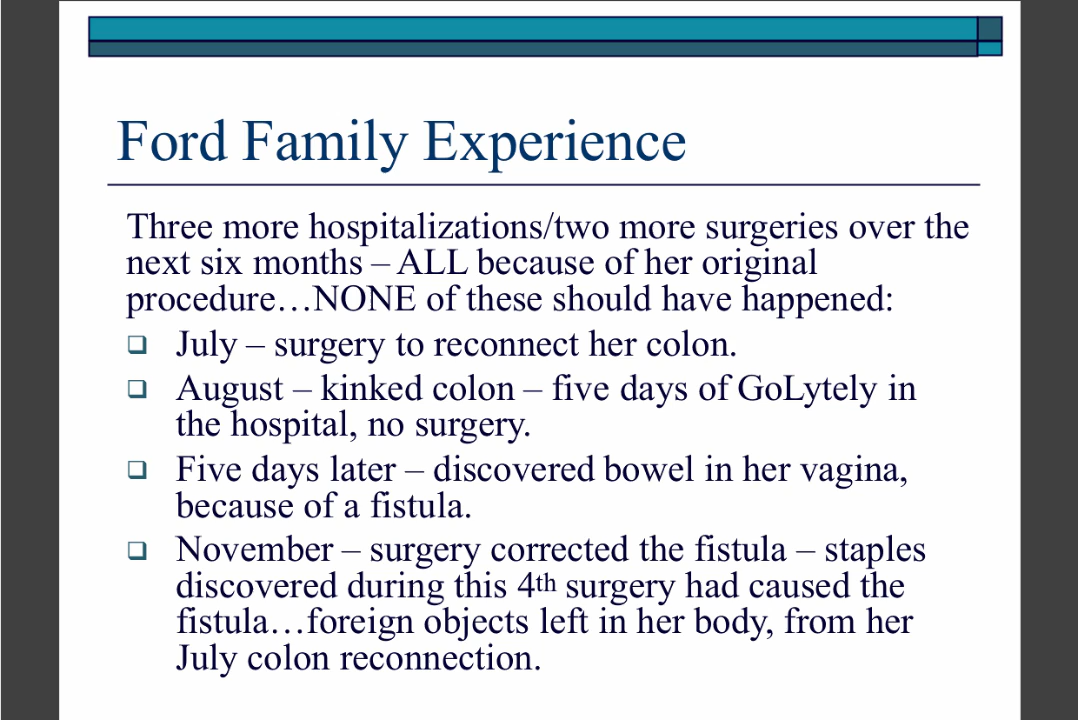 Ford Family Experience
Three more hospitalizations/two more surgeries over the
next six months – ALL because of her original
procedure…NONE of these should have happened:
❑ July – surgery to reconnect her colon.
❑ August – kinked colon – five days of GoLytely in
the hospital, no surgery.
❑ Five days later – discovered bowel in her vagina,
because of a fistula.
❑ November – surgery corrected the fistula – staples
discovered during this 4th surgery had caused the
fistula…foreign objects left in her body, from her
July colon reconnection.